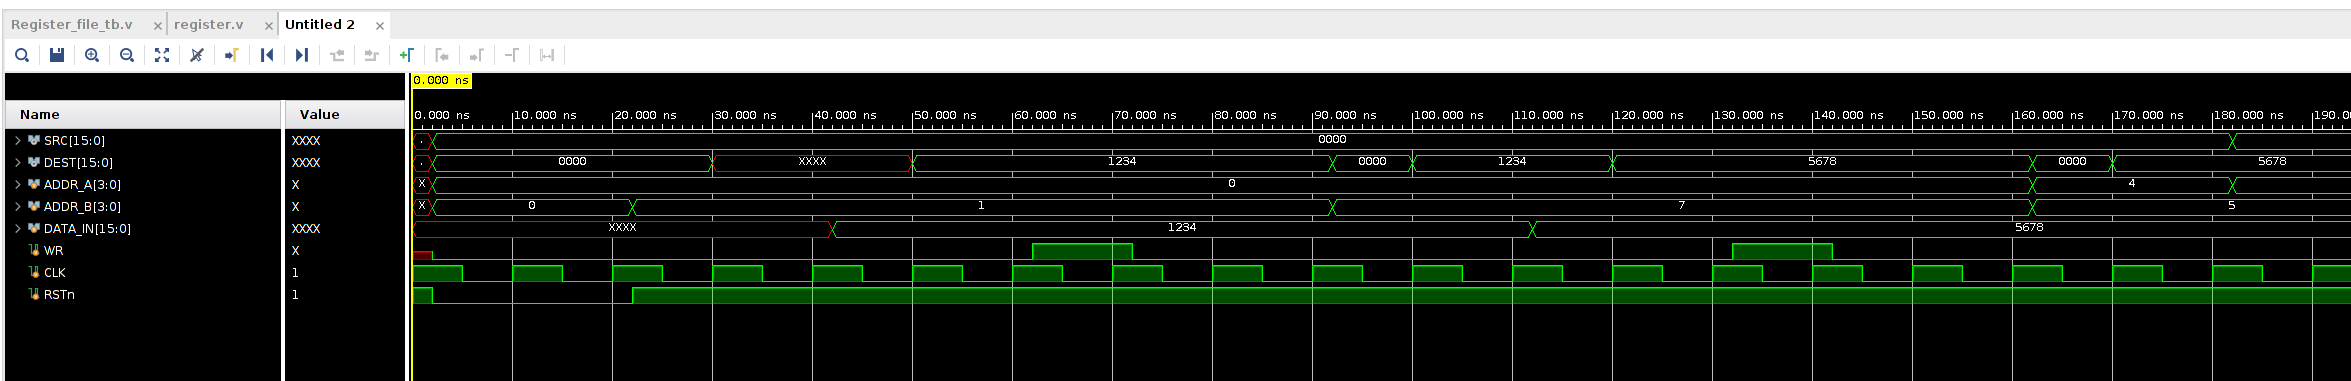 Register_file_tb.v × register.v × Untitled 2 ×
0.000 ns
Name Value
0.000 ns 10.000 ns 20.000 ns 30.000 ns 40.000 ns 50.000 ns 60.000 ns 70.000 ns 80.000 ns 90.000 ns 100.000 ns 110.000 ns 120.000 ns 130.000 ns 140.000 ns 150.000 ns 160.000 ns 170.000 ns 180.000 ns 190.0
SRC[15:0] XXXX . 0000
DEST[15:0] XXXX . 0000 XXXX 1234 0000 1234 5678 0000 5678
ADDR_A[3:0] X X 0 4
ADDR_B[3:0] X X 0 1 7 5
DATA_IN[15:0] XXXX XXXX 1234 5678
WR X
CLK 1
RSTn 1